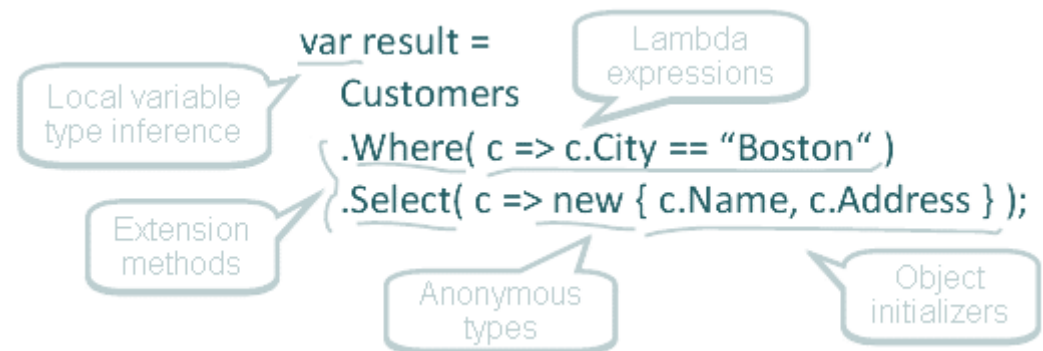 var result =
Lambda
expressions
Local variable
type inference
Customers
.Where( c => c.City == “Boston“ )
.Select( c => new { c.Name, c.Address } );
Extension
methods
Anonymous
types
Object
initializers